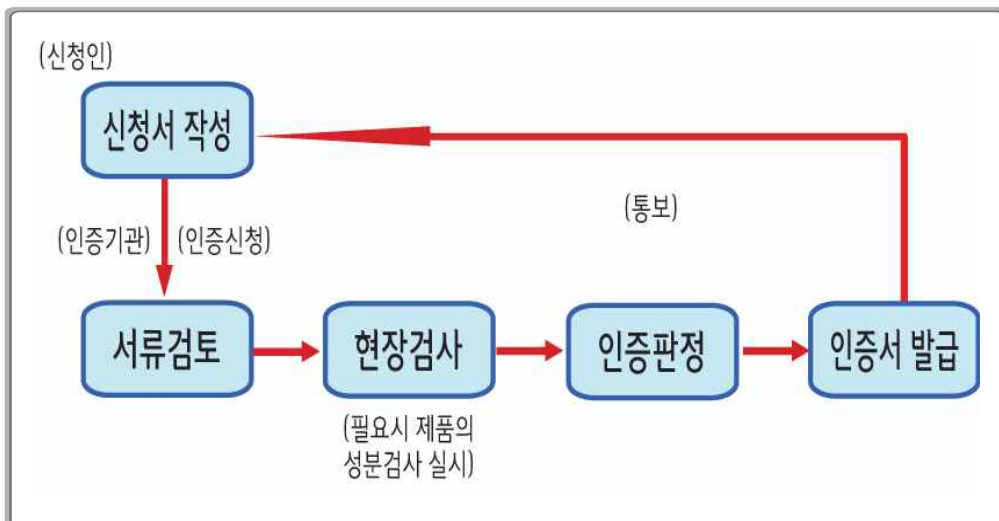 (신청인)
신청서 작성
(통보)
(인증기관) (인증신청)
서류검토
현장검사
인증판정
인증서 발급
(필요시 제품의
성분검사 실시)